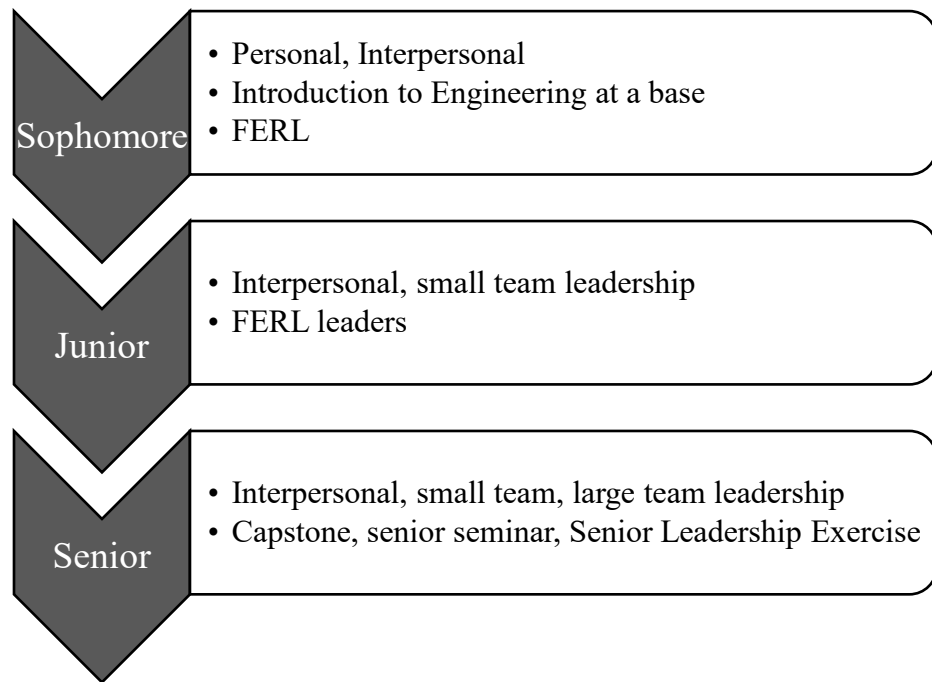 Sophomore
• Personal, Interpersonal
• Introduction to Engineering at a base
• FERL
Junior
• Interpersonal, small team leadership
• FERL leaders
Senior
• Interpersonal, small team, large team leadership
• Capstone, senior seminar, Senior Leadership Exercise